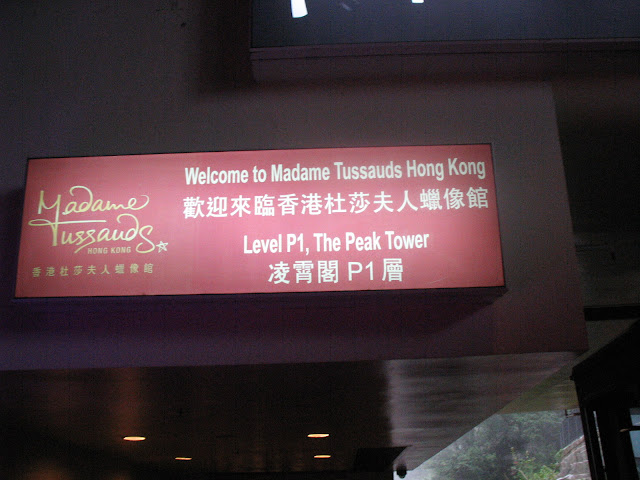 Madame
Tussauds
HONG KONG
香港杜莎夫人蠟像館
Welcome to Madame Tussauds Hong Kong
歡迎來臨香港杜莎夫人蠟像館
Level P1, The Peak Tower
凌霄閣 P1層